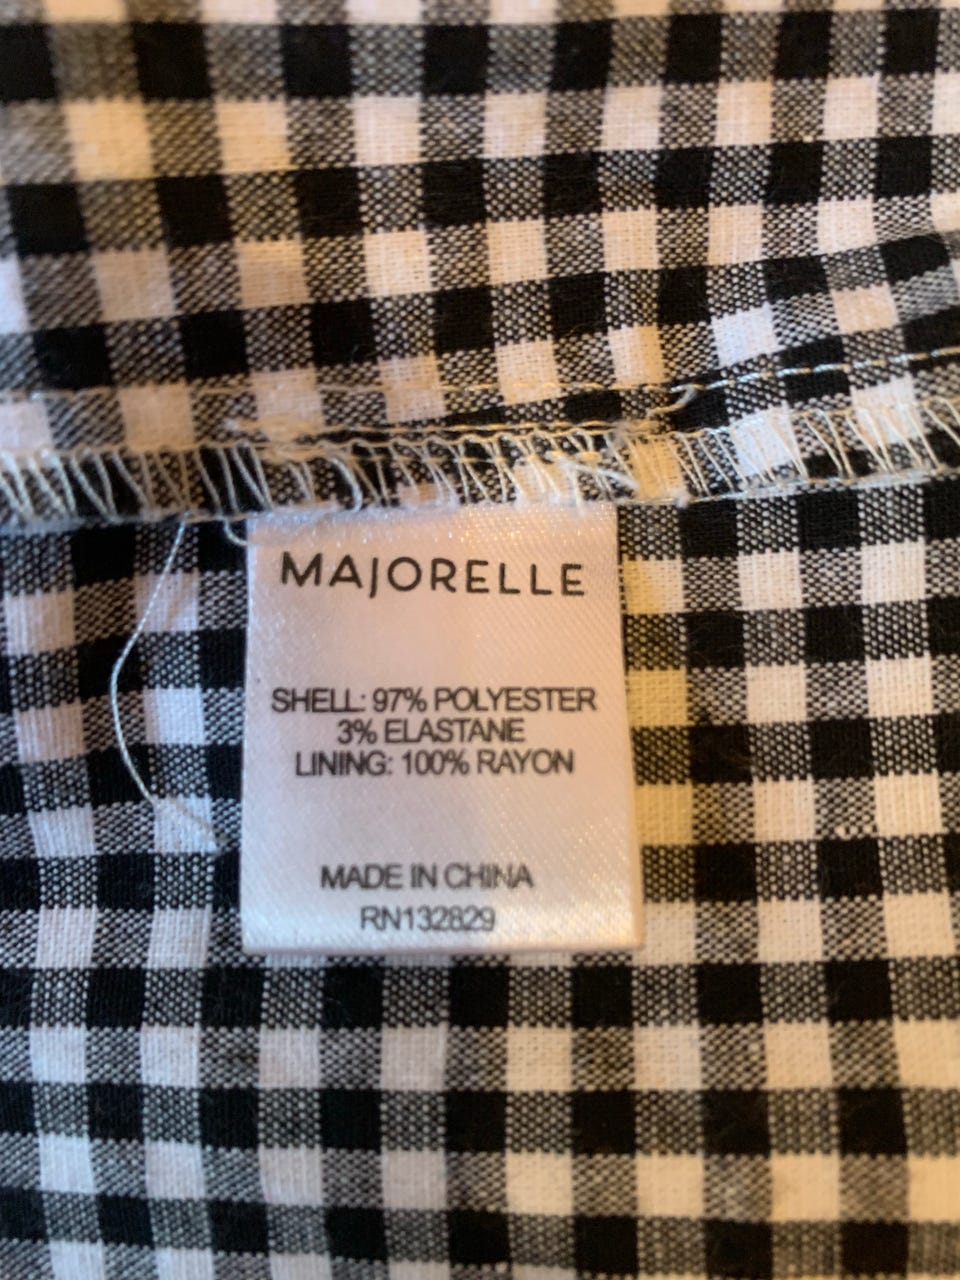 MAJORELLE
SHELL: 97% POLYESTER
3% ELASTANE
LINING: 100% RAYON
MADE IN CHINA
RN132829